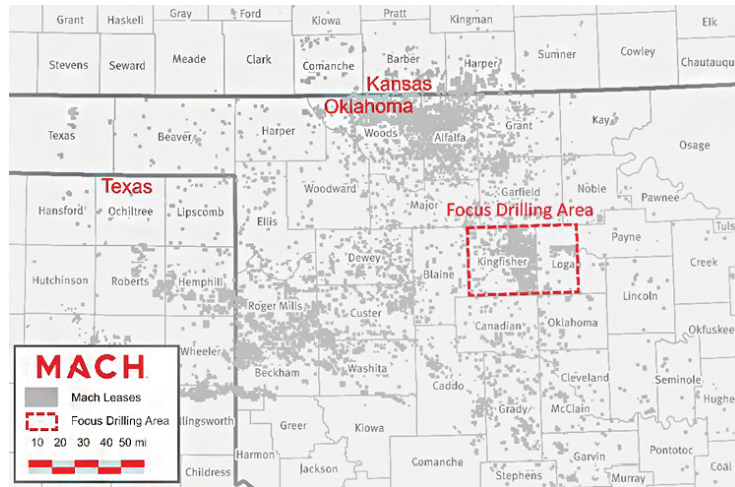 Grant
Haskell
Gray
Ford
Kiowa
Pratt
Kingman
Elk
Stevens
Seward
Meade
Clark
Comanche
Barber
Harper
Sumner
Cowley
Chautauqu
Kansas
Oklahoma
Texas
Beaver
Harper
Woods
Alfalfa
Grant
Kay
Osage
Texas
Woodward
Major
Garfield
Noble
Pawnee
Hansford
Ochiltree
Lipscomb
Ellis
Focus Drilling Area
Payne
Tuls
Hutchinson
Roberts
Hemphill
Dewey
Blaine
Kingfisher
Loga
Creek
Roger Mills
Custer
Canadian
Oklahoma
Lincoln
Okfuskee
Wheeler
Beckham
Washita
Caddo
Cleveland
Seminole
Hughe
Grady
McClain
llingsworth
Greer
Kiowa
Harmon
Jackson
Comanche
Garvin
Pontotoc
Childress
Stephens
Murray
Coal
MACH
Mach Leases
Focus Drilling Area
10 20 30 40 50 mi